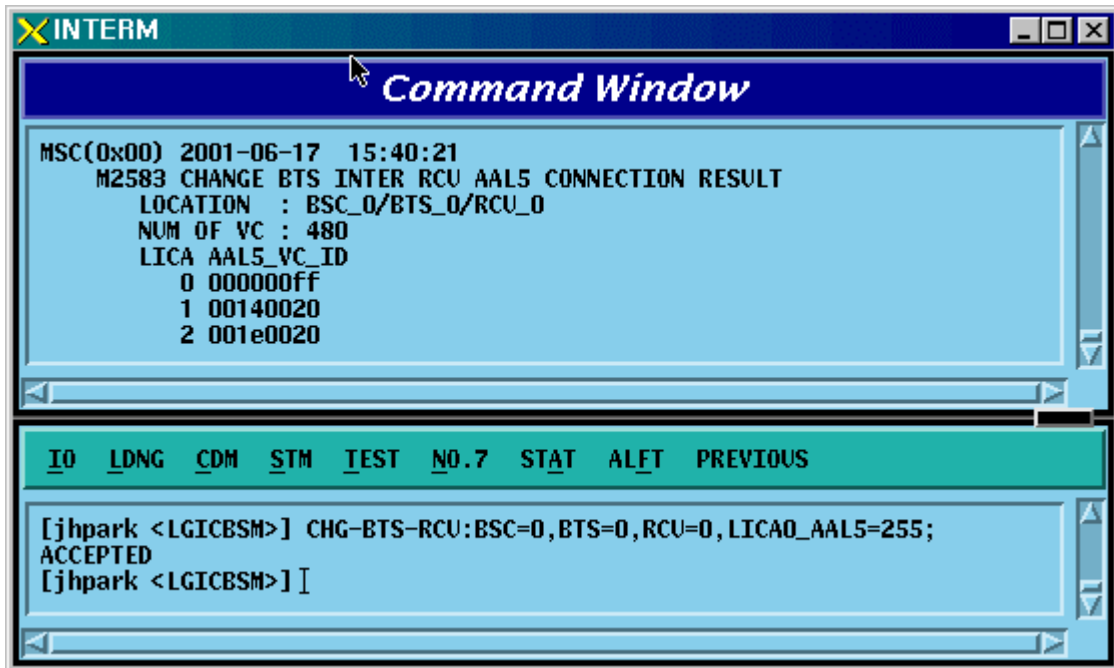 INTERM
Command Window
MSC(0x00) 2001-06-17 15:40:21
M2583 CHANGE BTS INTER RCU AAL5 CONNECTION RESULT
LOCATION : BSC_0/BTS_0/RCU_0
NUM OF VC : 480
LICA AAL5_VC_ID
0 000000ff
1 00140020
2 001e0020
IO LDNG CDM STM TEST NO.7 STAT ALFT PREVIOUS
[jhpark <LGICBSM>] CHG-BTS-RCU:BSC=0,BTS=0,RCU=0,LICA0_AAL5=255;
ACCEPTED
[jhpark <LGICBSM>]